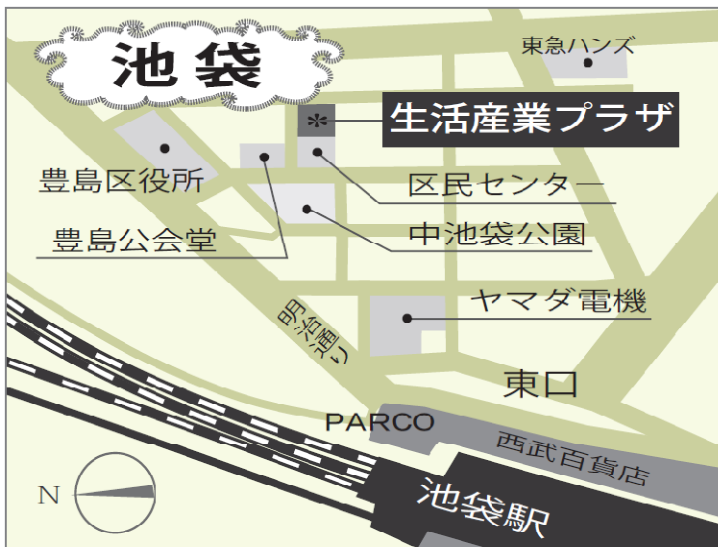 池袋
東急ハンズ
生活産業プラザ
*
豊島区役所
区民センター
豊島公会堂
中池袋公園
ヤマダ電機
明治通り
東口
PARCO
西武百貨店
池袋駅
N